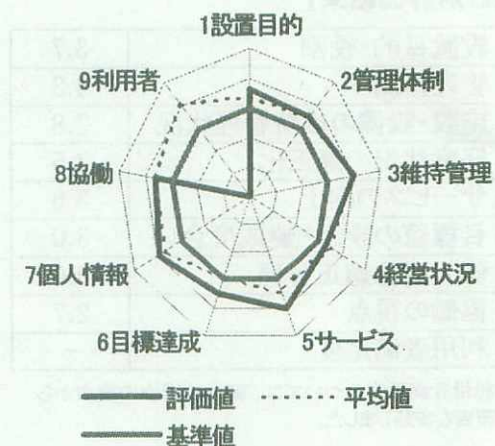 1設置目的
9利用者
2管理体制
8協働
3維持管理
7個人情報
4経営状況
6目標達成
5サービス
評価値
平均値
基準値